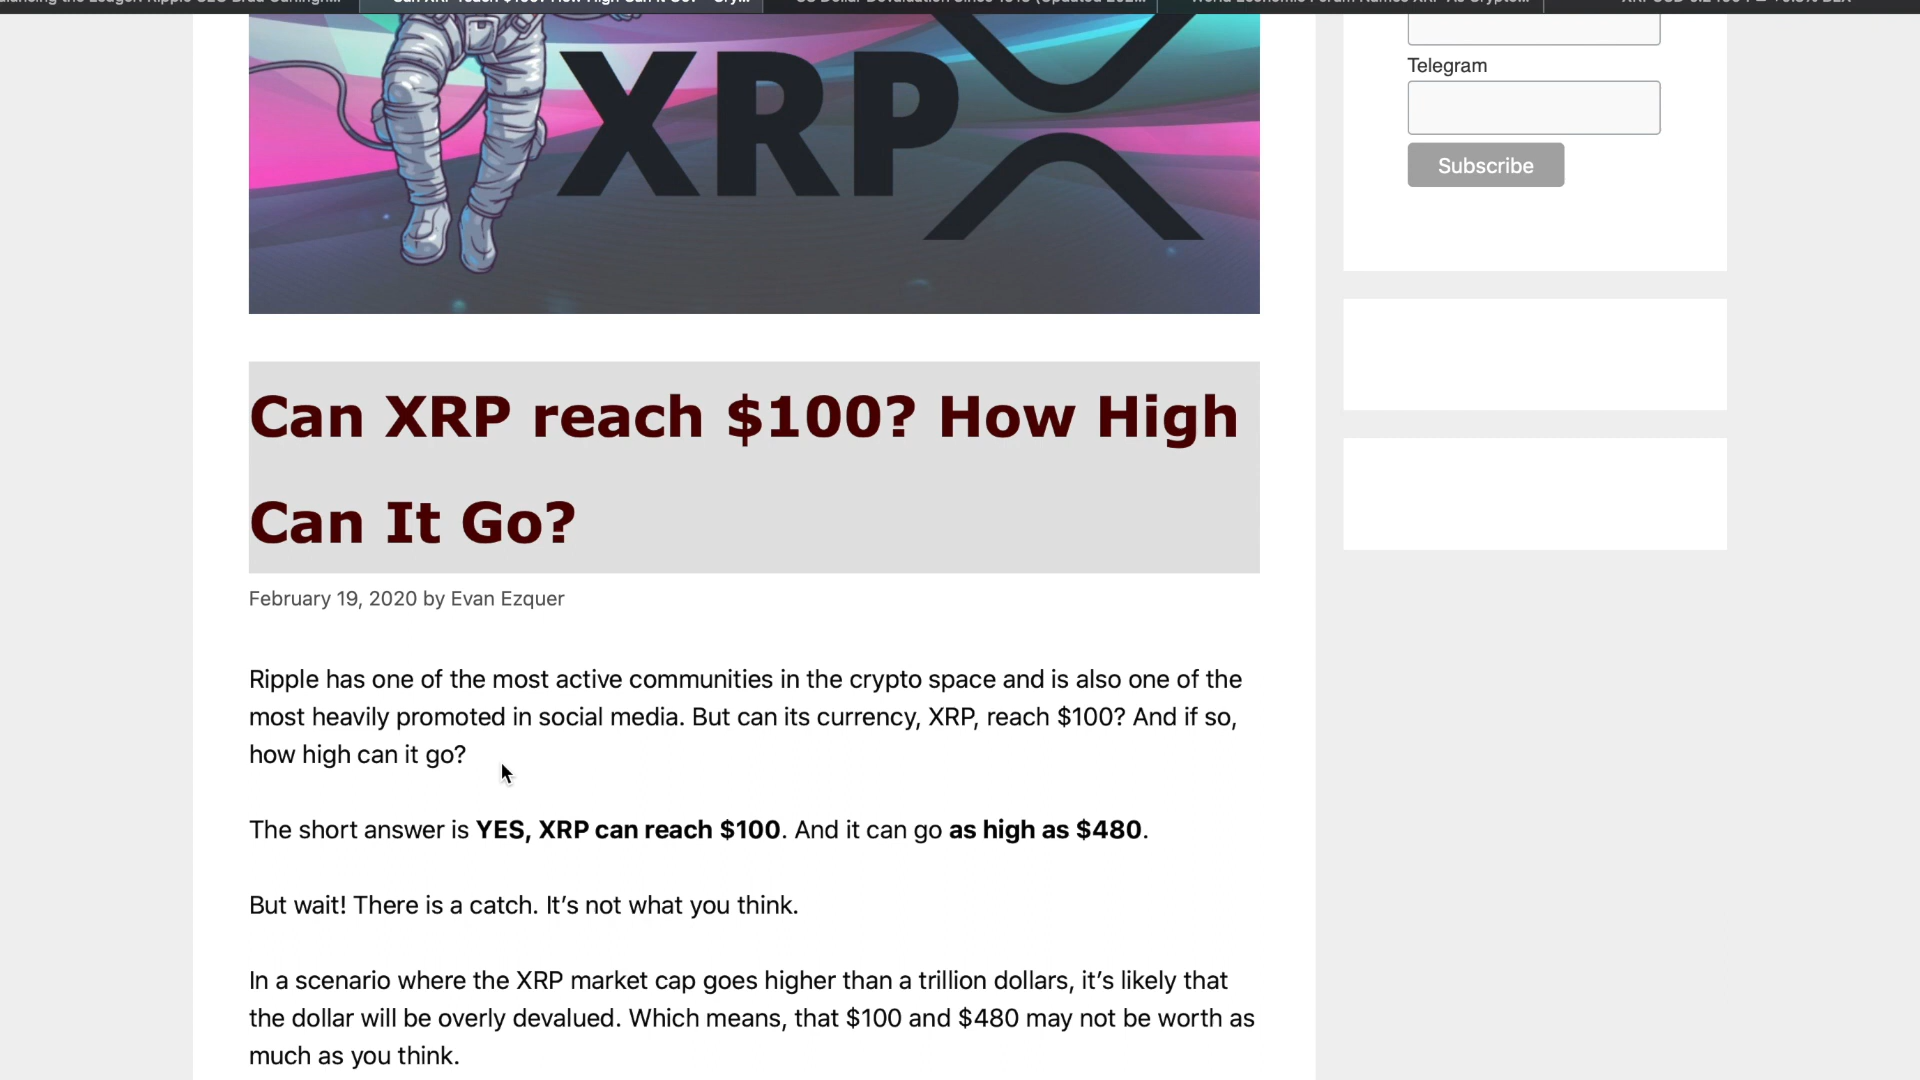 XRP
Telegram
Subscribe
Can XRP reach $100? How High
Can It Go?
February 19, 2020 by Evan Ezquer
Ripple has one of the most active communities in the crypto space and is also one of the
most heavily promoted in social media. But can its currency, XRP, reach $100? And if so,
how high can it go?
The short answer is YES, XRP can reach $100. And it can go as high as $480.
But wait! There is a catch. It’s not what you think.
In a scenario where the XRP market cap goes higher than a trillion dollars, it’s likely that
the dollar will be overly devalued. Which means, that $100 and $480 may not be worth as
much as you think.